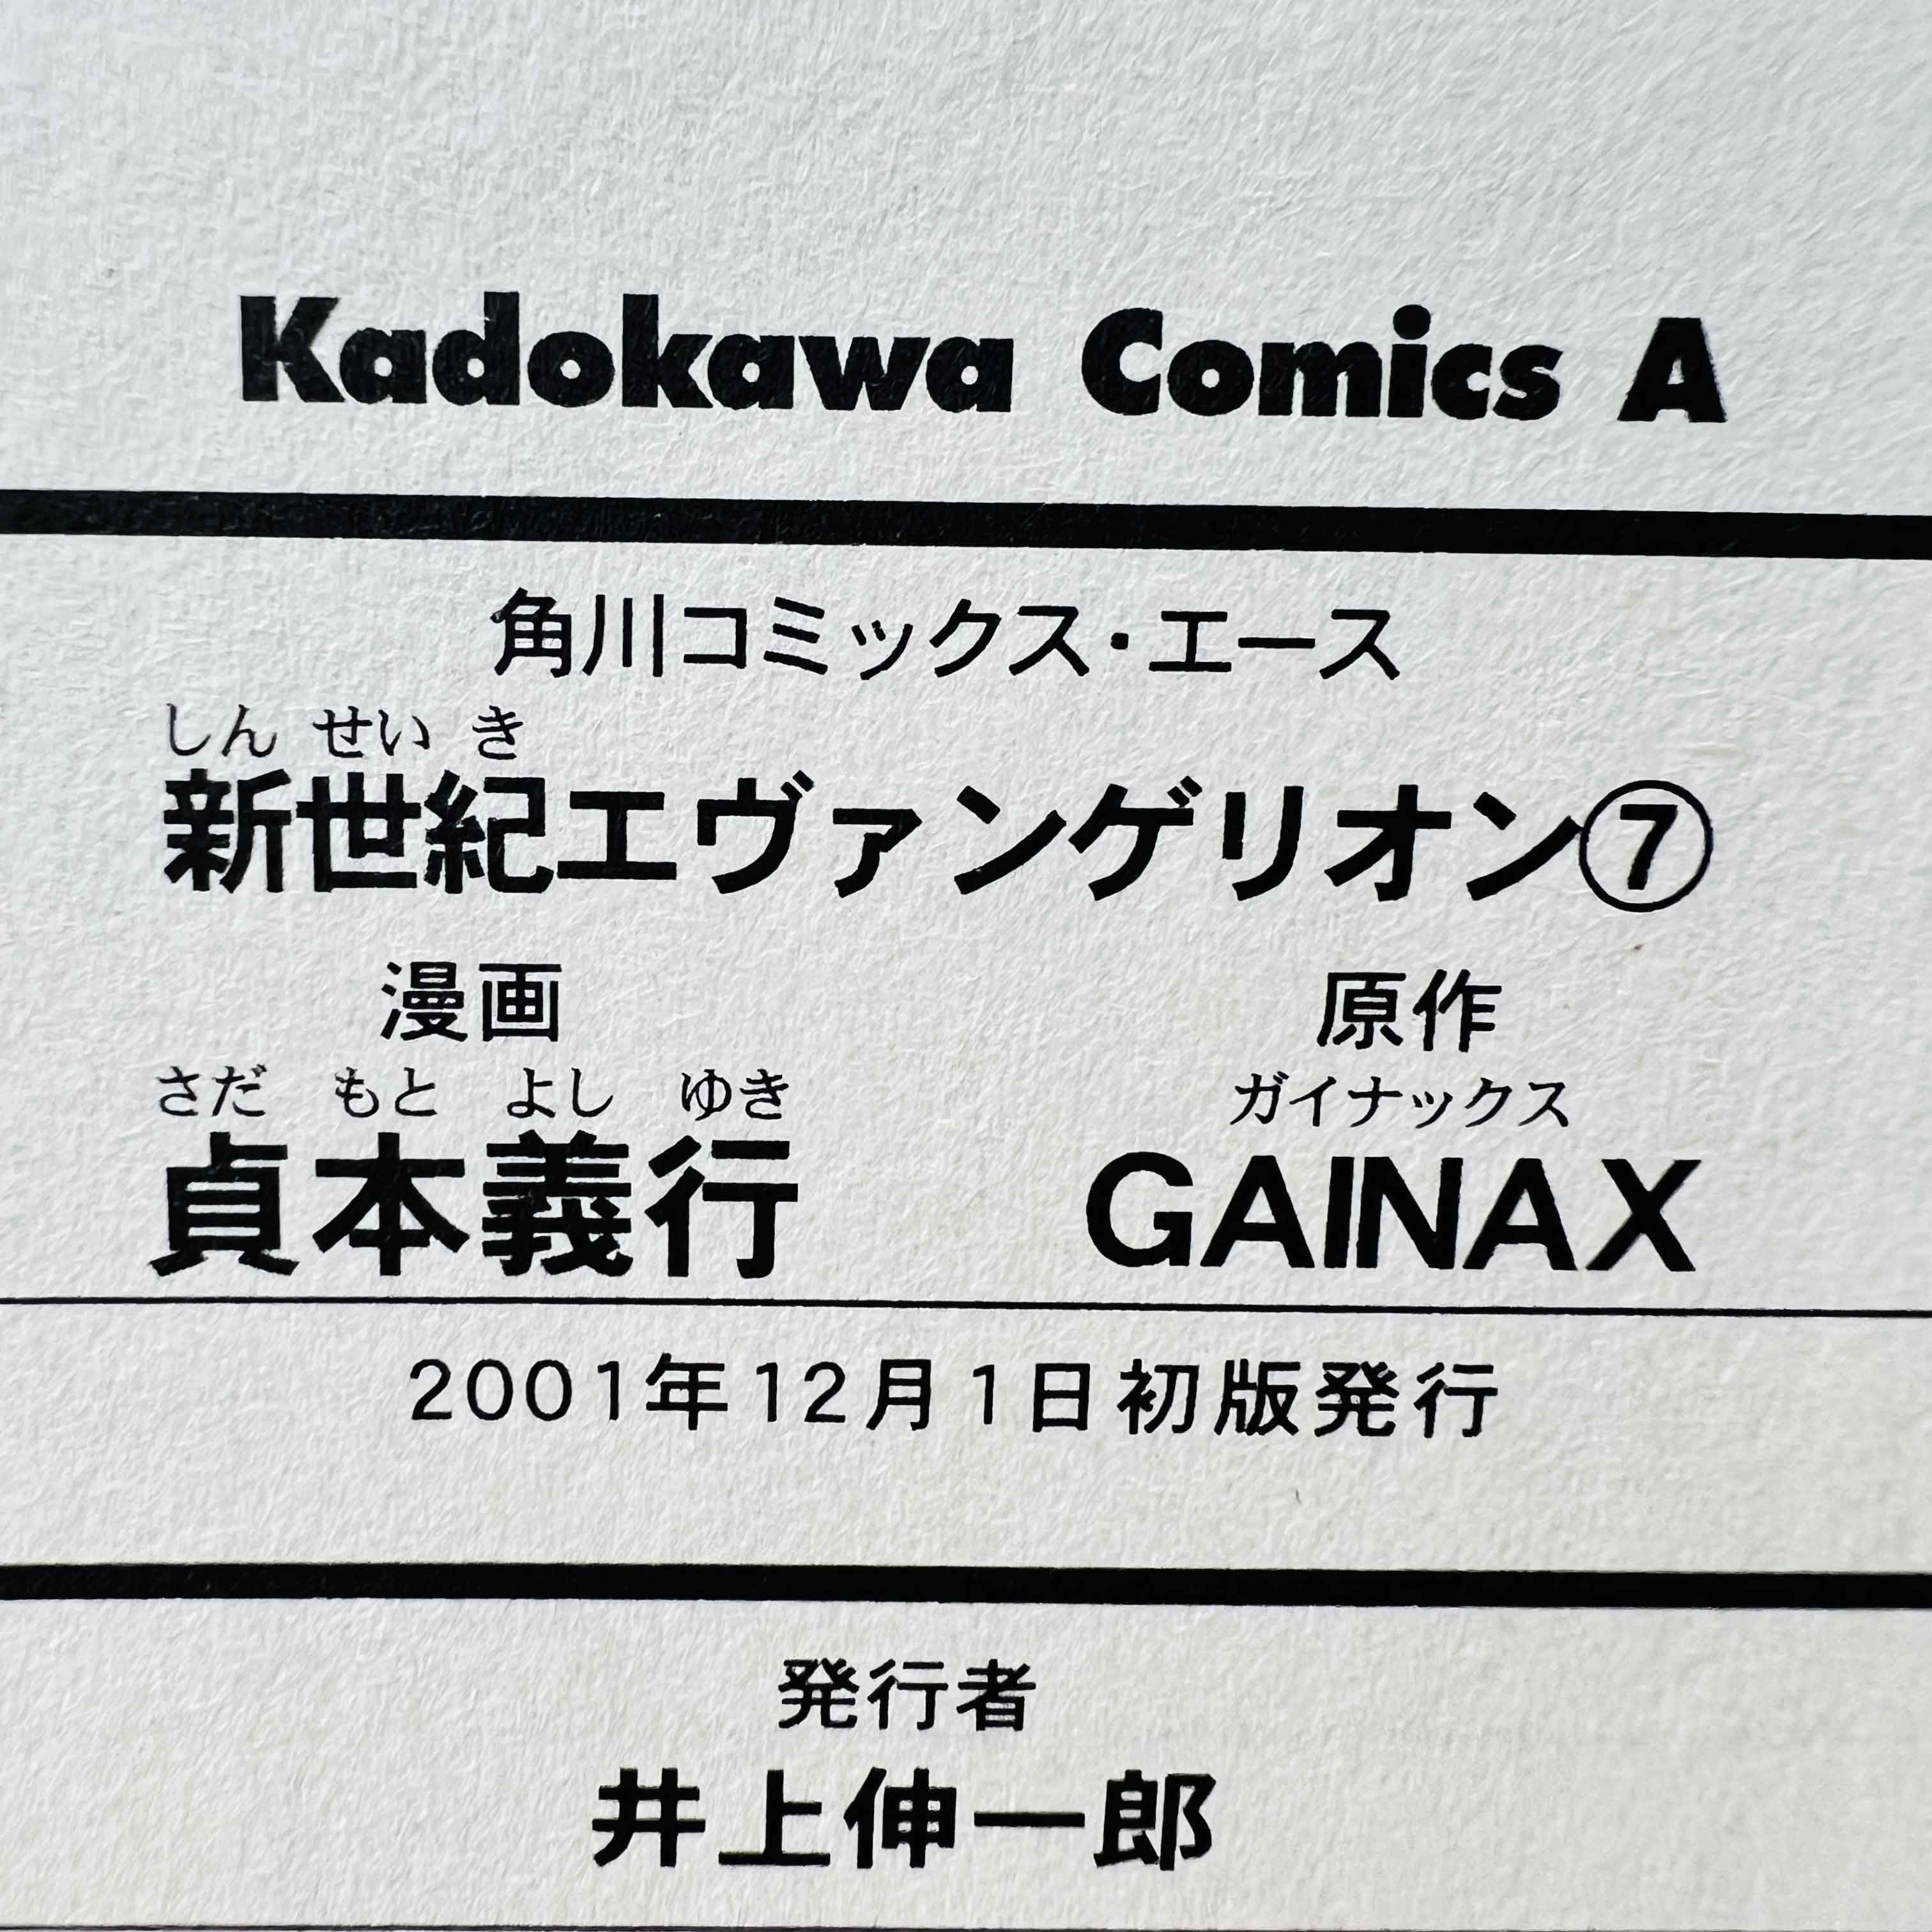 Kadokawa Comics A
角川コミックス・エース
しん せい き
新世紀エヴァンゲリオン⑦
漫画 原作
さだ もと よし ゆき ガイナックス
貞本義行 GAINAX
2001年12月1日初版発行
発行者
井上伸一郎